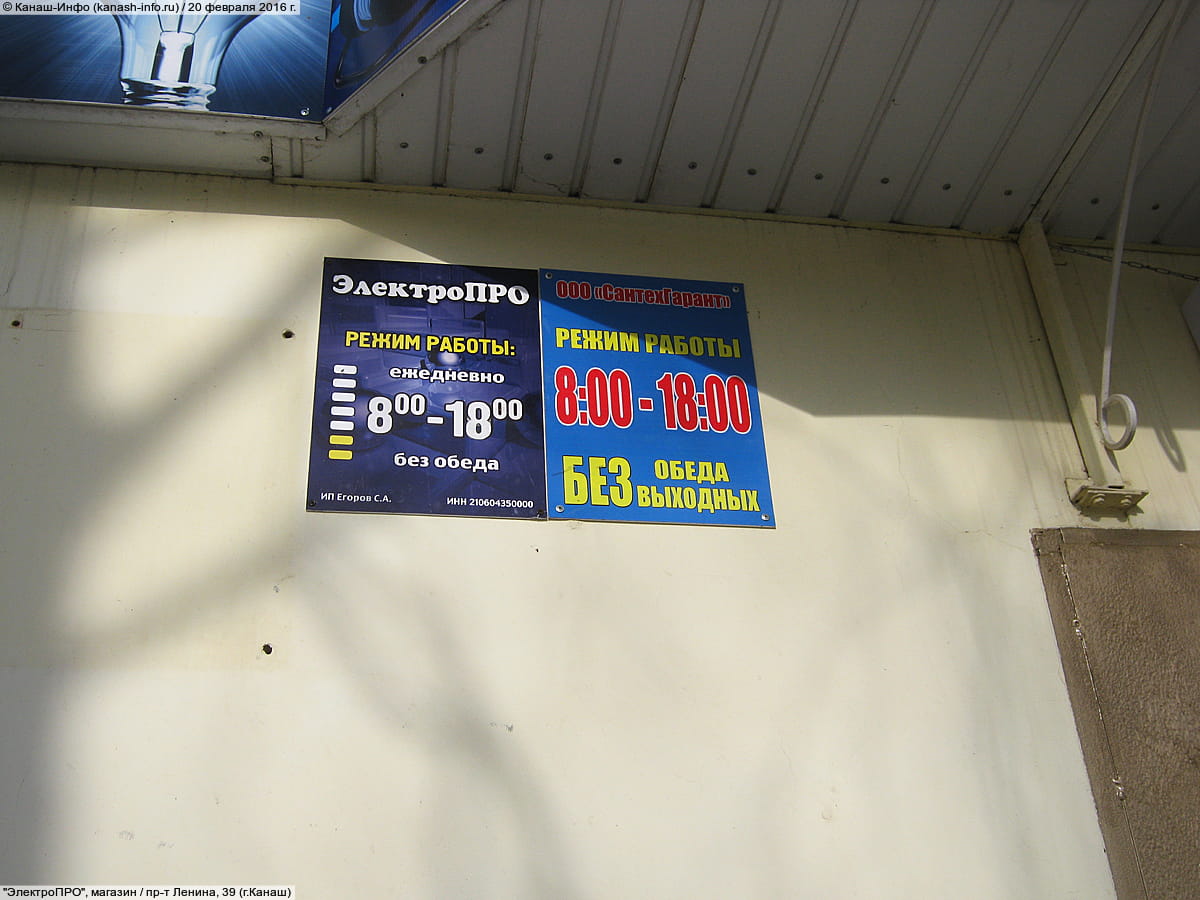 © Канаш-Инфо (kanash-info.ru) / 20 февраля 2016 г.
ЭлектроПРО
РЕЖИМ РАБОТЫ:
ежедневно
8⁰⁰-18⁰⁰
без обеда
ИП Егоров С.А. ИНН 210604350000
ООО «СантехГарант»
РЕЖИМ РАБОТЫ
8:00 - 18:00
БЕЗ ОБЕДА
ВЫХОДНЫХ
"ЭлектроПРО", магазин / пр-т Ленина, 39 (г.Канаш)